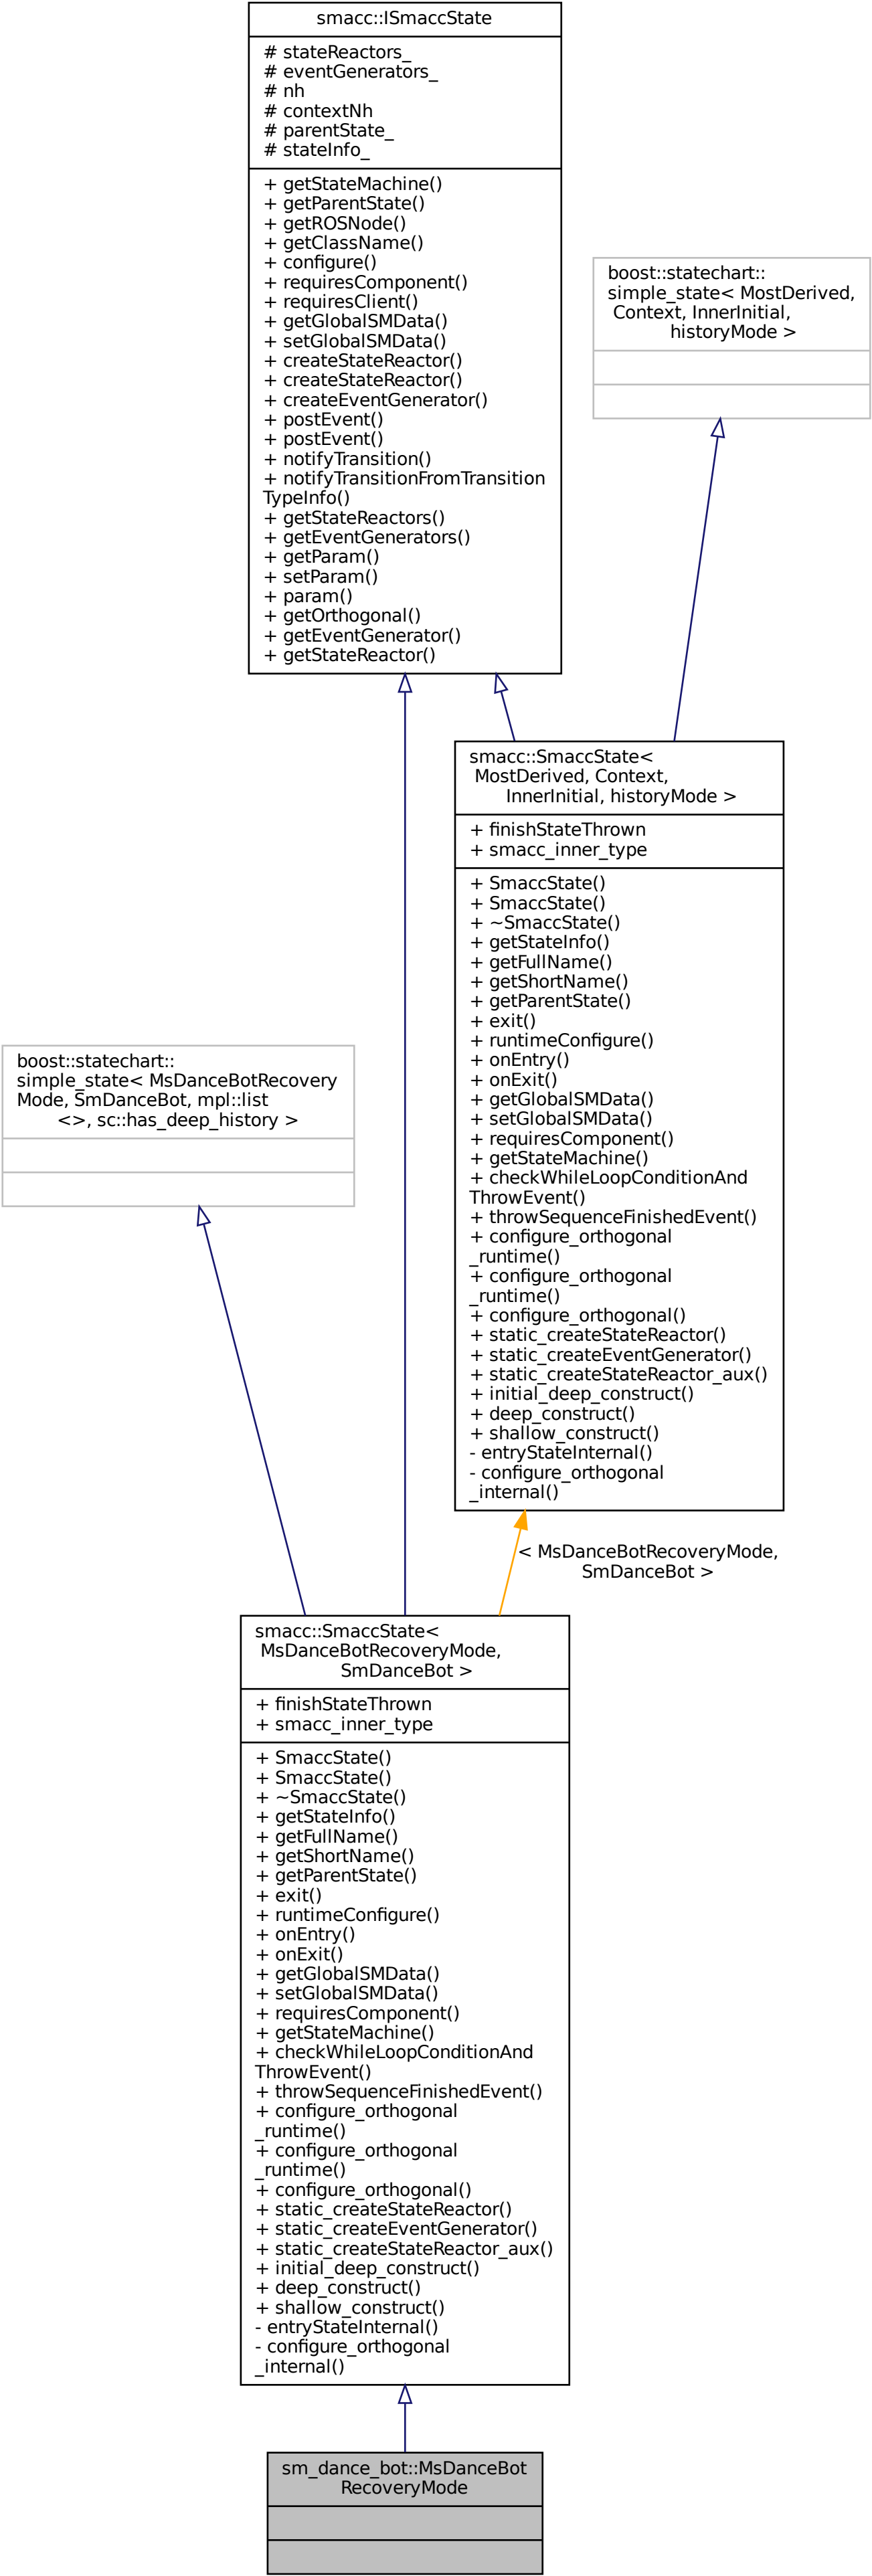 smacc::ISmaccState
# stateReactors_
# eventGenerators_
# nh
# contextNh
# parentState_
# stateInfo_
+ getStateMachine()
+ getParentState()
+ getROSNode()
+ getClassName()
+ configure()
+ requiresComponent()
+ requiresClient()
+ getGlobalSMData()
+ setGlobalSMData()
+ createStateReactor()
+ createStateReactor()
+ createEventGenerator()
+ postEvent()
+ postEvent()
+ notifyTransition()
+ notifyTransitionFromTransition
TypeInfo()
+ getStateReactors()
+ getEventGenerators()
+ getParam()
+ setParam()
+ param()
+ getOrthogonal()
+ getEventGenerator()
+ getStateReactor()
boost::statechart::
simple_state< MostDerived,
Context, InnerInitial,
historyMode >
smacc::SmaccState<
MostDerived, Context,
InnerInitial, historyMode >
+ finishStateThrown
+ smacc_inner_type
+ SmaccState()
+ SmaccState()
+ ~SmaccState()
+ getStateInfo()
+ getFullName()
+ getShortName()
+ getParentState()
+ exit()
+ runtimeConfigure()
+ onEntry()
+ onExit()
+ getGlobalSMData()
+ setGlobalSMData()
+ requiresComponent()
+ getStateMachine()
+ checkWhileLoopConditionAnd
ThrowEvent()
+ throwSequenceFinishedEvent()
+ configure_orthogonal
_runtime()
+ configure_orthogonal
_runtime()
+ configure_orthogonal()
+ static_createStateReactor()
+ static_createEventGenerator()
+ static_createStateReactor_aux()
+ initial_deep_construct()
+ deep_construct()
+ shallow_construct()
- entryStateInternal()
- configure_orthogonal
_internal()
boost::statechart::
simple_state< MsDanceBotRecovery
Mode, SmDanceBot, mpl::list
<>, sc::has_deep_history >
< MsDanceBotRecoveryMode,
SmDanceBot >
smacc::SmaccState<
MsDanceBotRecoveryMode,
SmDanceBot >
+ finishStateThrown
+ smacc_inner_type
+ SmaccState()
+ SmaccState()
+ ~SmaccState()
+ getStateInfo()
+ getFullName()
+ getShortName()
+ getParentState()
+ exit()
+ runtimeConfigure()
+ onEntry()
+ onExit()
+ getGlobalSMData()
+ setGlobalSMData()
+ requiresComponent()
+ getStateMachine()
+ checkWhileLoopConditionAnd
ThrowEvent()
+ throwSequenceFinishedEvent()
+ configure_orthogonal
_runtime()
+ configure_orthogonal
_runtime()
+ configure_orthogonal()
+ static_createStateReactor()
+ static_createEventGenerator()
+ static_createStateReactor_aux()
+ initial_deep_construct()
+ deep_construct()
+ shallow_construct()
- entryStateInternal()
- configure_orthogonal
_internal()
sm_dance_bot::MsDanceBot
RecoveryMode